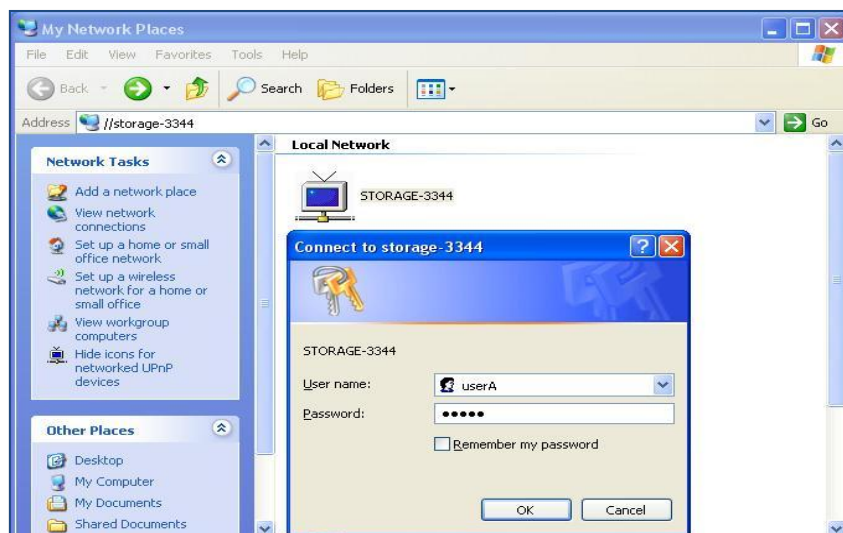 My Network Places
File Edit View Favorites Tools Help
Back Search Folders
Address //storage-3344 Go
Network Tasks
Add a network place
View network
connections
Set up a home or small
office network
Set up a wireless
network for a home or
small office
View workgroup
computers
Hide icons for
networked UPnP
devices
Other Places
Desktop
My Computer
My Documents
Shared Documents
Local Network
STORAGE-3344
Connect to storage-3344
STORAGE-3344
User name: userA
Password: •••••
Remember my password
OK Cancel